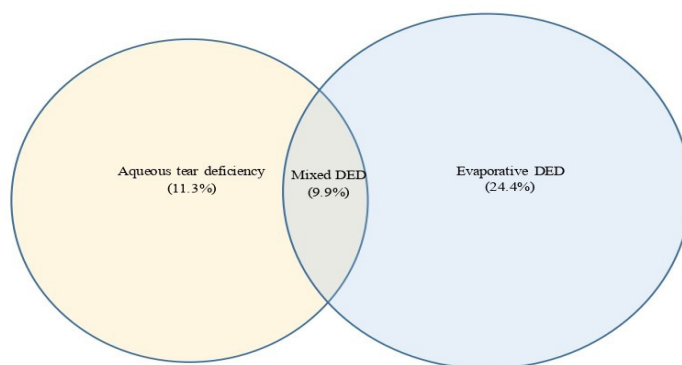 Aqueous tear deficiency
(11.3%)
Mixed DED
(9.9%)
Evaporative DED
(24.4%)